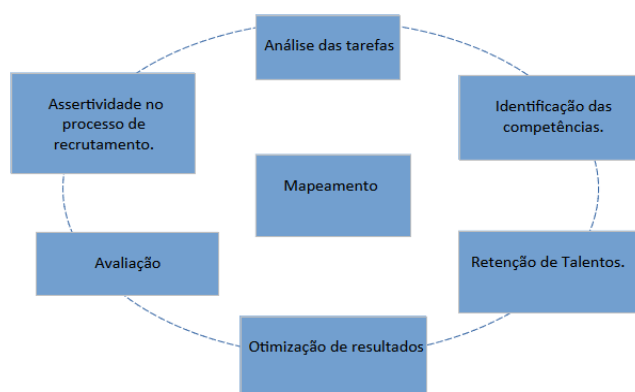 Análise das tarefas
Assertividade no
processo de
recrutamento.
Identificação das
competências.
Mapeamento
Avaliação
Retenção de Talentos.
Otimização de resultados